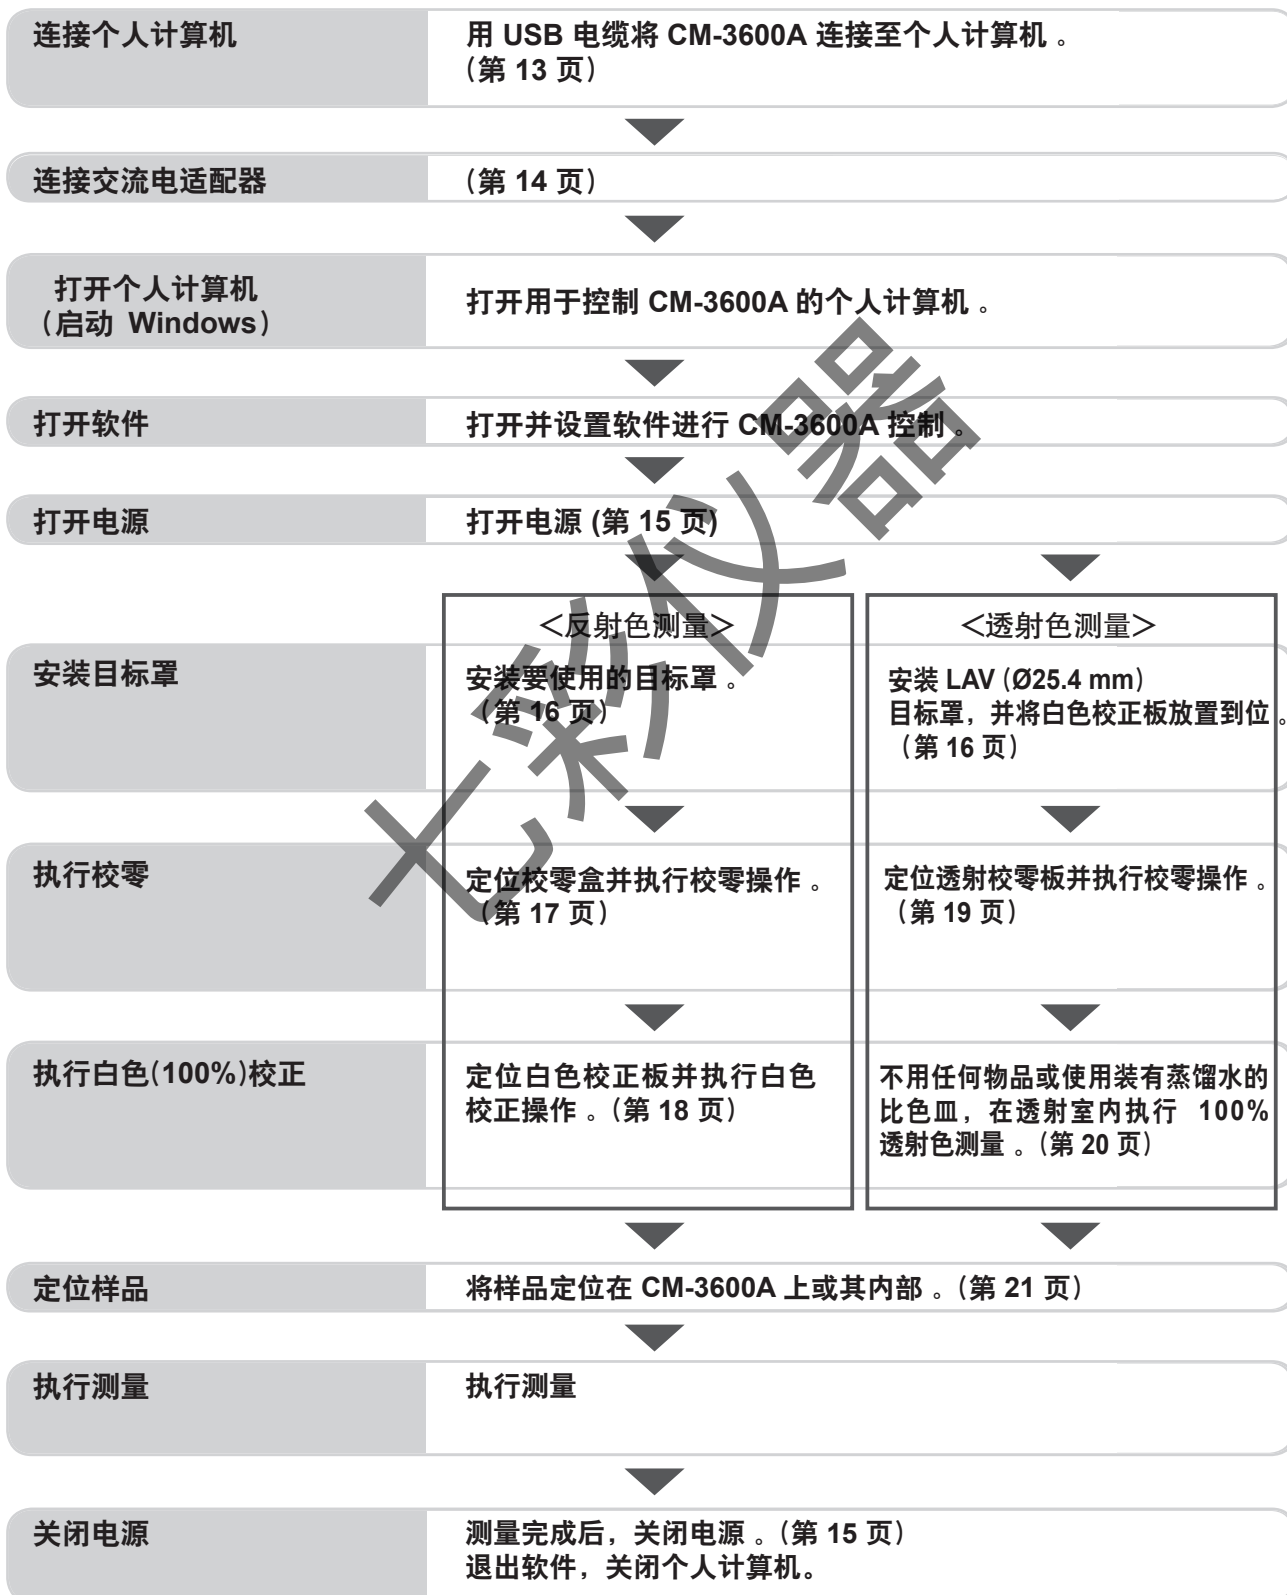 连接个人计算机
用 USB 电缆将 CM-3600A 连接至个人计算机。
（第 13 页）
连接交流电适配器
（第 14 页）
打开个人计算机
（启动 Windows）
打开用于控制 CM-3600A 的个人计算机。
打开软件
打开并设置软件进行 CM-3600A 控制。
打开电源
打开电源 (第 15 页)
<反射色测量>
<透射色测量>
安装目标罩
安装要使用的目标罩。
（第 16 页）
安装 LAV (Ø25.4 mm)
目标罩，并将白色校正板放置到位。
（第 16 页）
执行校零
定位校零盒并执行校零操作。
（第 17 页）
定位透射校零板并执行校零操作。
（第 19 页）
执行白色(100%)校正
定位白色校正板并执行白色
校正操作。（第 18 页）
不用任何物品或使用装有蒸馏水的
比色皿，在透射室内执行 100%
透射色测量。（第 20 页）
定位样品
将样品定位在 CM-3600A 上或其内部。（第 21 页）
执行测量
执行测量
关闭电源
测量完成后，关闭电源。（第 15 页）
退出软件，关闭个人计算机。
七彩仪器